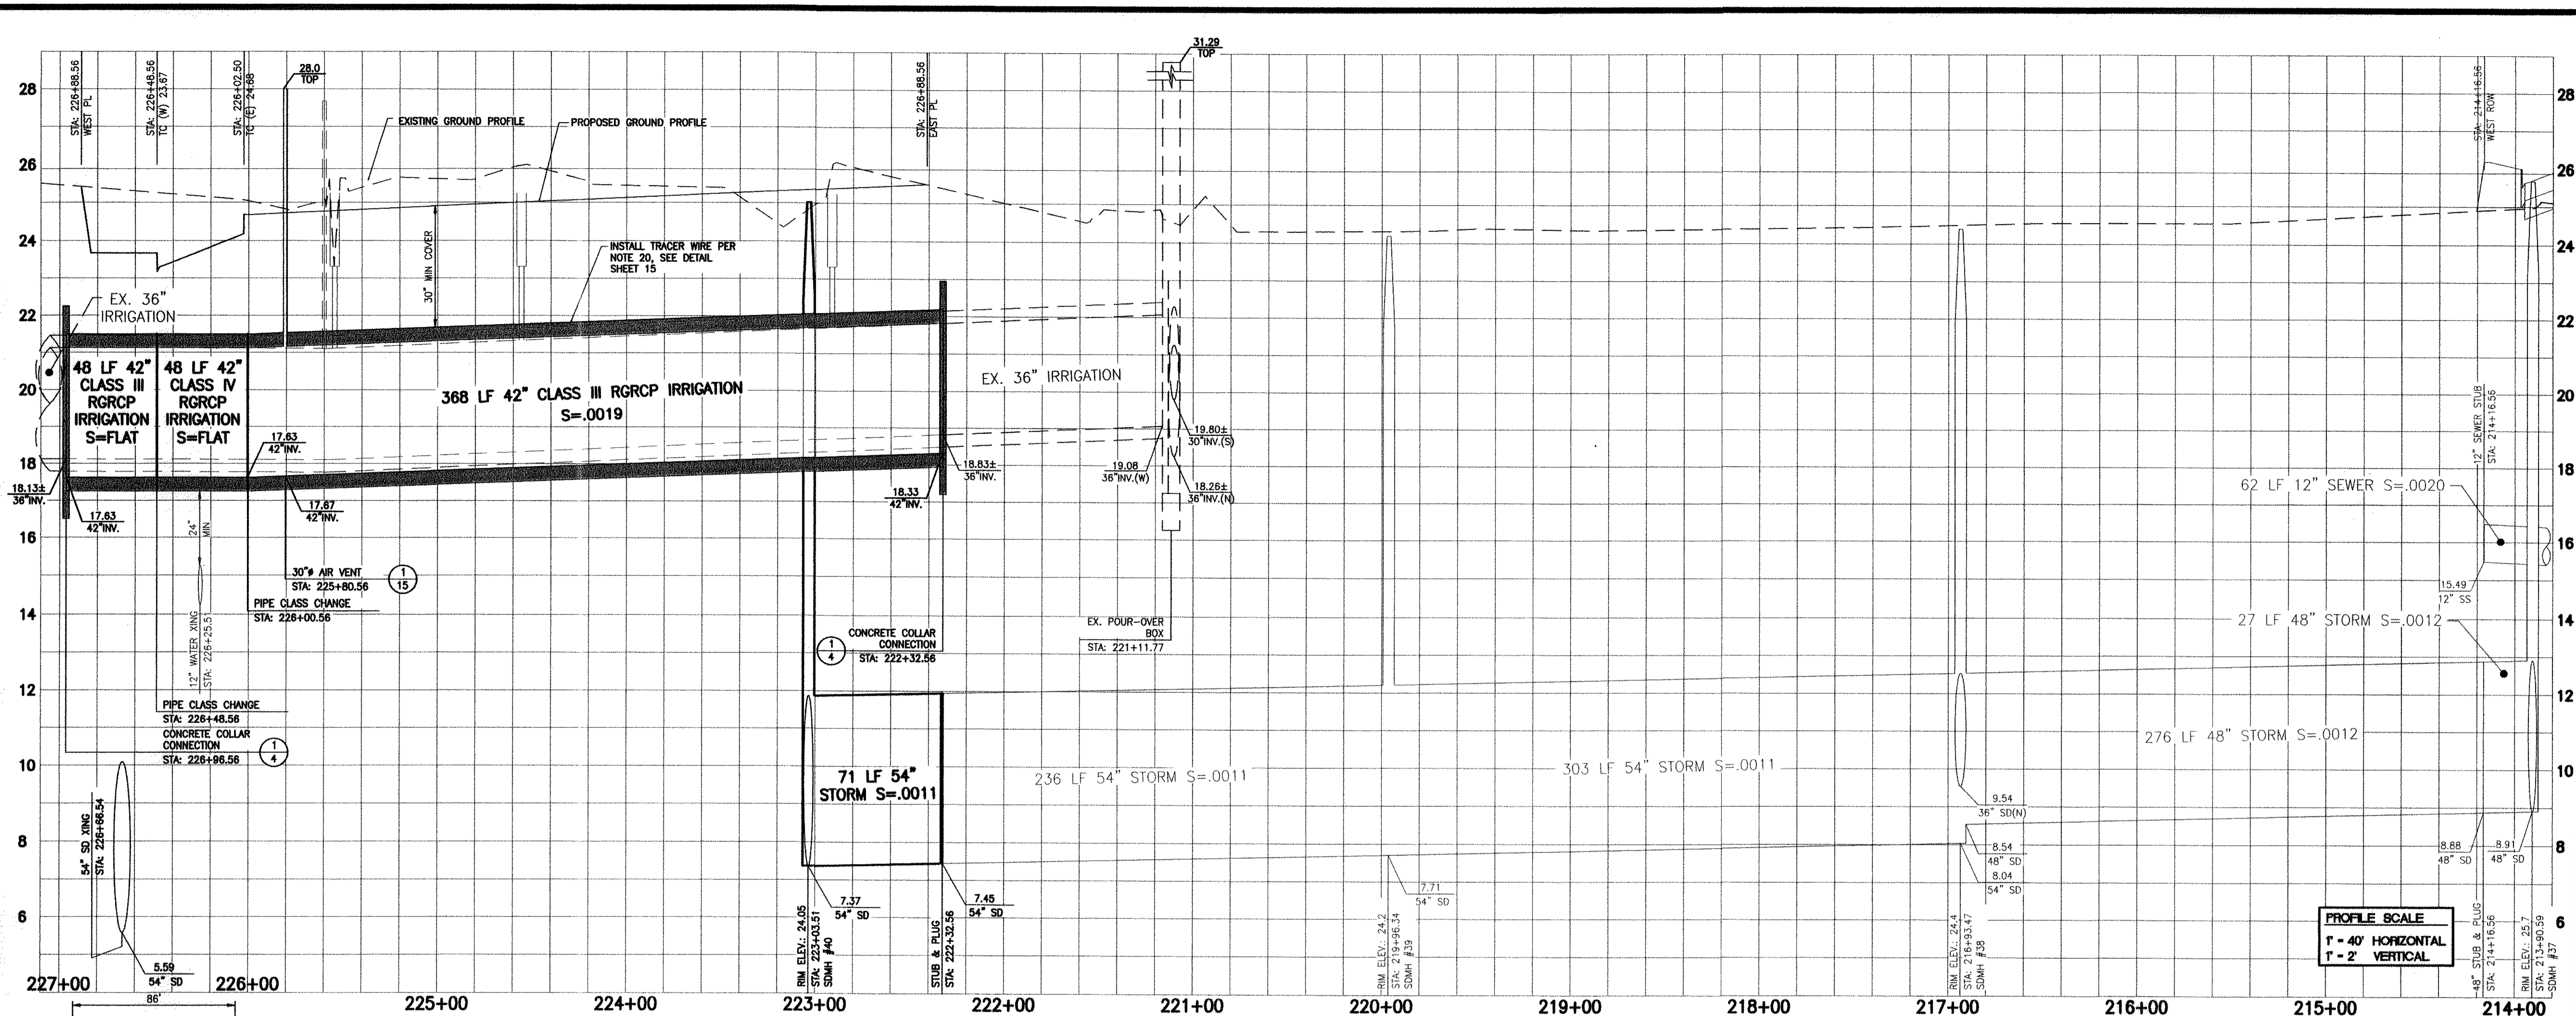 STA: 226+88.56
WEST PL
STA: 226+48.56
TC (W) 23.67
STA: 226+02.50
TC (E) 24.68
28.0
TOP
STA: 226+88.56
EAST PL
31.29
TOP
STA: 214+16.56
WEST ROW
28
28
EXISTING GROUND PROFILE
PROPOSED GROUND PROFILE
26
26
24
24
30" MIN COVER
INSTALL TRACER WIRE PER
NOTE 20, SEE DETAIL
SHEET 15
EX. 36"
IRRIGATION
22
22
48 LF 42"
CLASS III
RGRCP
IRRIGATION
S=FLAT
48 LF 42"
CLASS IV
RGRCP
IRRIGATION
S=FLAT
368 LF 42" CLASS III RGRCP IRRIGATION
S=.0019
EX. 36" IRRIGATION
20
20
19.80±
30"INV.(S)
12" SEWER STUB
STA: 214+16.56
17.63
42"INV.
18
18
18.13±
36"INV.
18.83±
36"INV.
19.08
36"INV.(W)
18.26±
36"INV.(N)
18.33
42"INV.
17.63
42"INV.
17.67
42"INV.
62 LF 12" SEWER S=.0020
24"
MIN
16
16
30"ø AIR VENT
STA: 225+80.56
1
15
15.49
12" SS
PIPE CLASS CHANGE
STA: 226+00.56
14
14
12" WATER XING
STA: 226+25.51
EX. POUR-OVER
BOX
STA: 221+11.77
27 LF 48" STORM S=.0012
1
4
CONCRETE COLLAR
CONNECTION
STA: 222+32.56
12
12
PIPE CLASS CHANGE
STA: 226+48.56
CONCRETE COLLAR
CONNECTION
STA: 226+96.56
1
4
10
10
71 LF 54"
STORM S=.0011
236 LF 54" STORM S=.0011
303 LF 54" STORM S=.0011
276 LF 48" STORM S=.0012
9.54
36" SD(N)
54" SD XING
STA: 226+66.54
8
8
8.54
48" SD
8.04
54" SD
8.88
48" SD
8.91
48" SD
7.37
54" SD
7.45
54" SD
7.71
54" SD
6
6
5.59
54" SD
RIM ELEV.: 24.05
STA: 223+03.51
SDMH #40
STUB & PLUG
STA: 222+32.56
RIM ELEV.: 24.2
STA: 219+96.34
SDMH #39
RIM ELEV.: 24.4
STA: 216+93.47
SDMH #38
PROFILE SCALE
1" = 40' HORIZONTAL
1" = 2' VERTICAL
48" STUB & PLUG
STA: 214+16.56
RIM ELEV.: 25.7
STA: 213+90.59
SDMH #37
227+00
226+00
225+00
224+00
223+00
222+00
221+00
220+00
219+00
218+00
217+00
216+00
215+00
214+00
86'